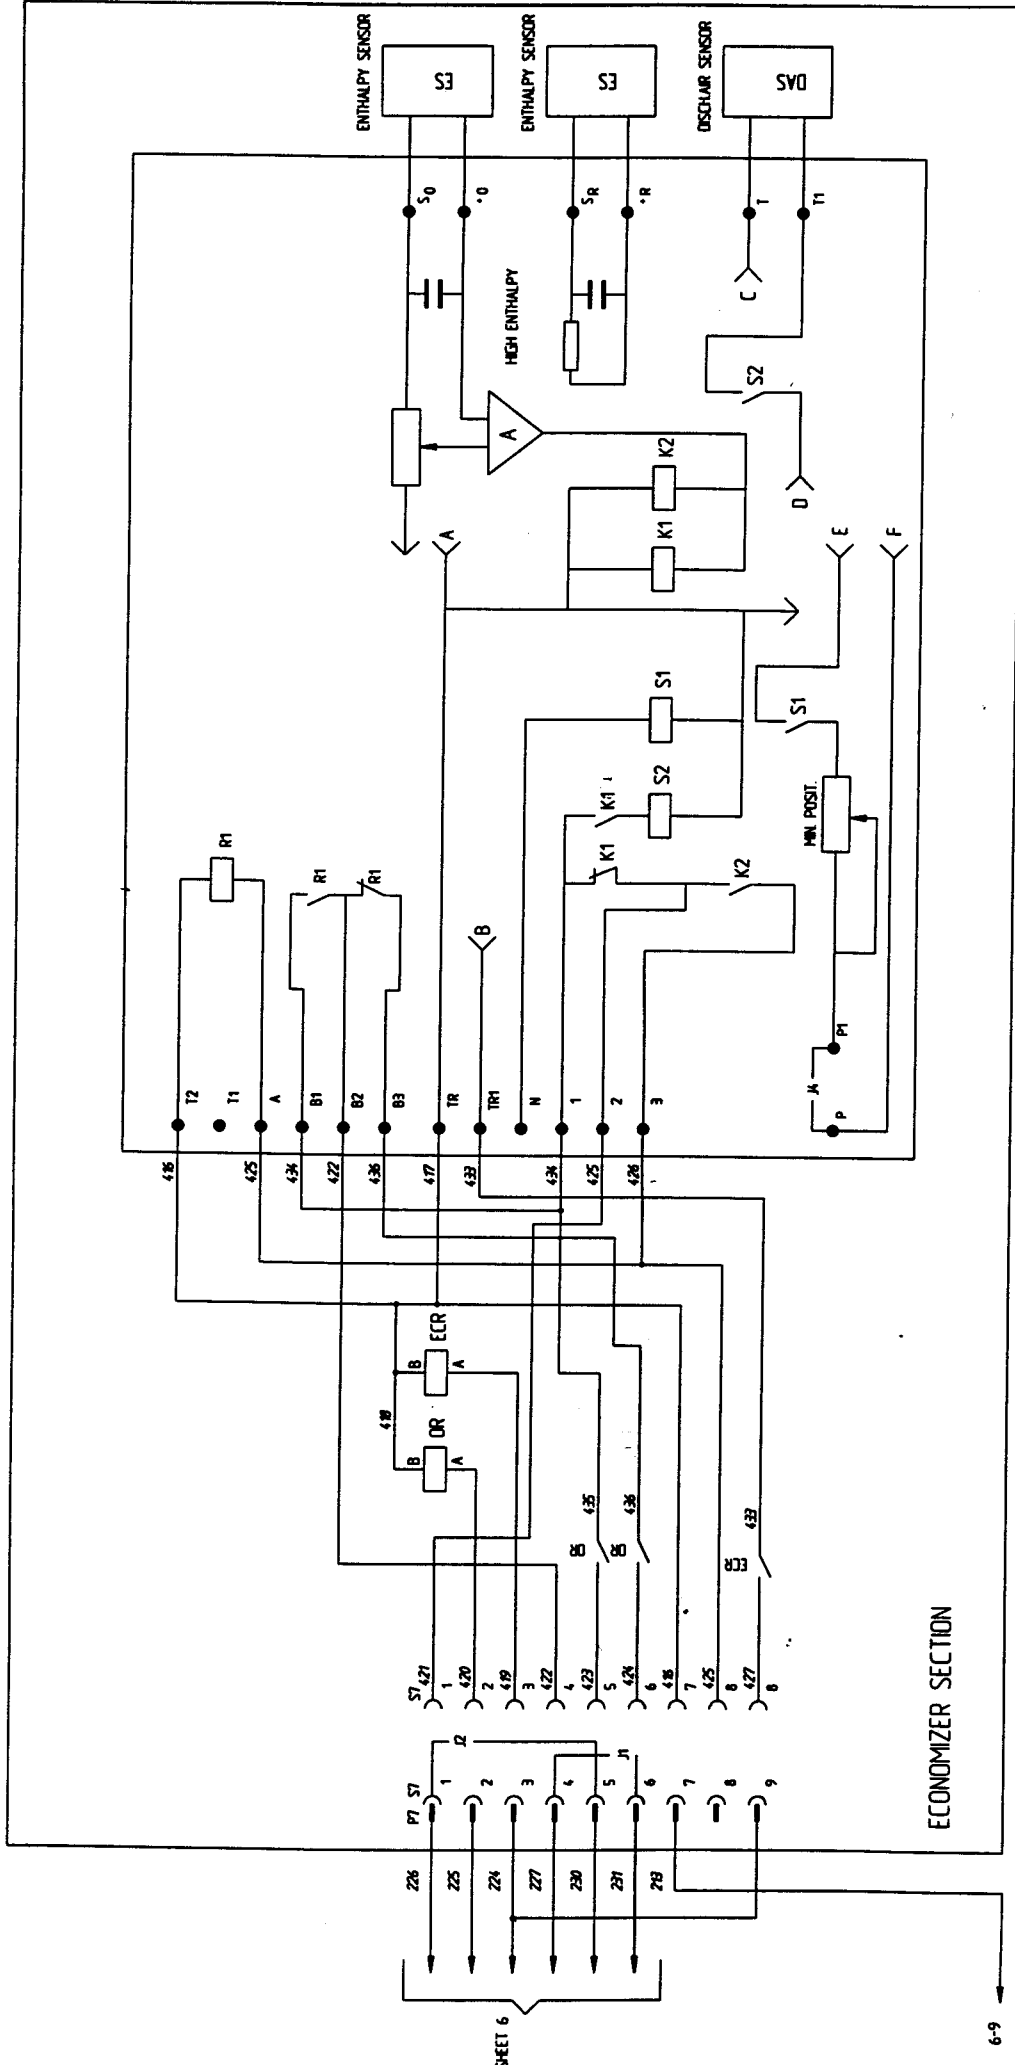 ENTHALPY SENSOR
ES
ENTHALPY SENSOR
ES
DISCH.AIR SENSOR
DAS
SO
+O
SR
+R
T
T1
HIGH ENTHALPY
C
S2
D
A
K2
K1
A
E
F
S1
S1
S2
K1
K1
K2
MIN. POSIT.
R1
R1
R1
B
T2
T1
A
B1
B2
B3
TR
TR1
N
1
2
3
P
J4
P1
416
425
434
422
436
417
433
434
425
426
ECR
B
A
418
OR
B
A
435
OR
436
OR
433
ECR
S7
421
420
419
422
423
424
416
425
427
1
2
3
4
5
6
7
8
8
J2
J1
P7
S7
1
2
3
4
5
6
7
8
9
226
225
224
227
230
231
213
SHEET 6
6-9
ECONOMIZER SECTION